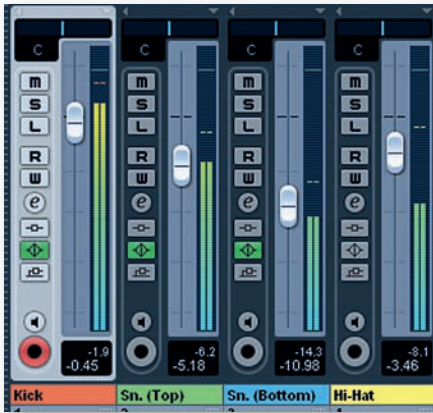 C C C C
m m m m
S S S S
L L L L
R R R R
W W W W
e e e e
-1.9 -6.2 -14.3 -8.1
-0.45 -5.18 -10.98 -3.46
Kick Sn. (Top) Sn. (Bottom) Hi-Hat